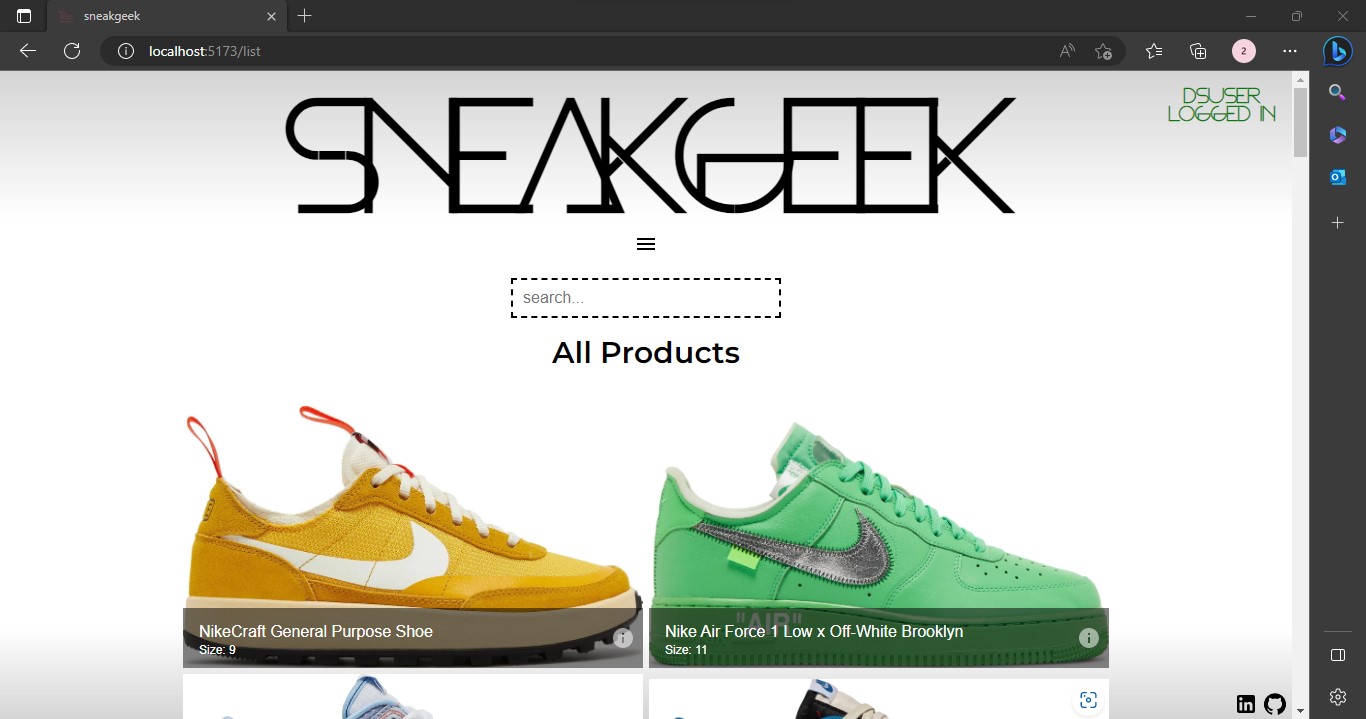 sneakgeek
localhost:5173/list
2
SNEAKGEEK
DSUSER
LOGGED IN
search...
All Products
"AIR"
NikeCraft General Purpose Shoe
Size: 9
Nike Air Force 1 Low x Off-White Brooklyn
Size: 11